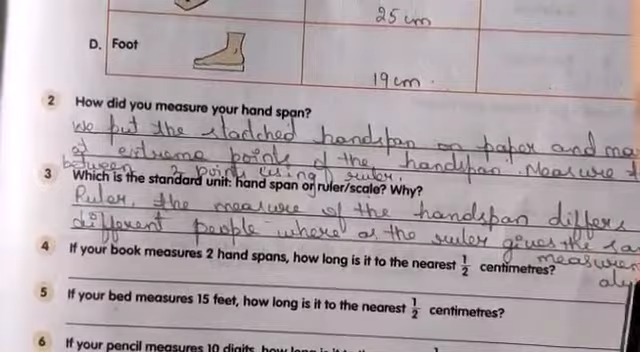 25 cm
D. Foot
19 cm
2 How did you measure your hand span?
We put the stretched handspan on paper and
at extreme points of the handspan. Measure
between 2 points using ruler.
3 Which is the standard unit: hand span or ruler/scale? Why?
Ruler, the measure of the handspan differs
different people where as the ruler gives the
measure
4 If your book measures 2 hand spans, how long is it to the nearest 1/2 centimetres?
5 If your bed measures 15 feet, how long is it to the nearest 1/2 centimetres?
6 If your pencil measures 10 digits, how long is it to the